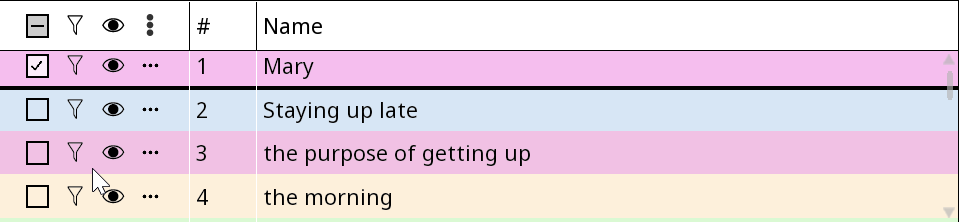 # Name
1 Mary
2 Staying up late
3 the purpose of getting up
4 the morning